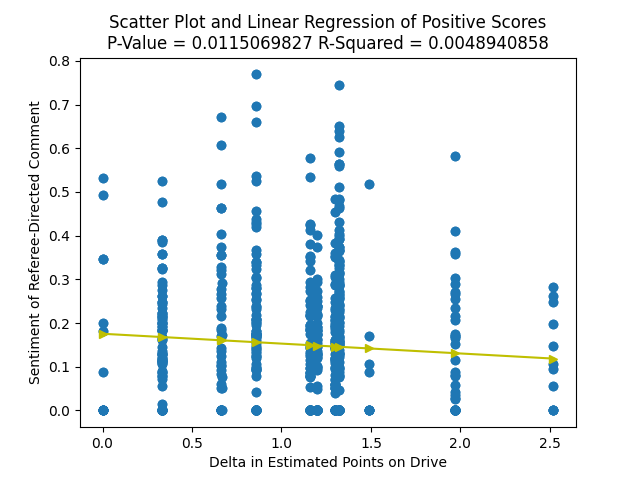 Scatter Plot and Linear Regression of Positive Scores
P-Value = 0.0115069827 R-Squared = 0.0048940858
0.8
0.7
0.6
0.5
0.4
0.3
0.2
0.1
0.0
Sentiment of Referee-Directed Comment
0.0 0.5 1.0 1.5 2.0 2.5
Delta in Estimated Points on Drive